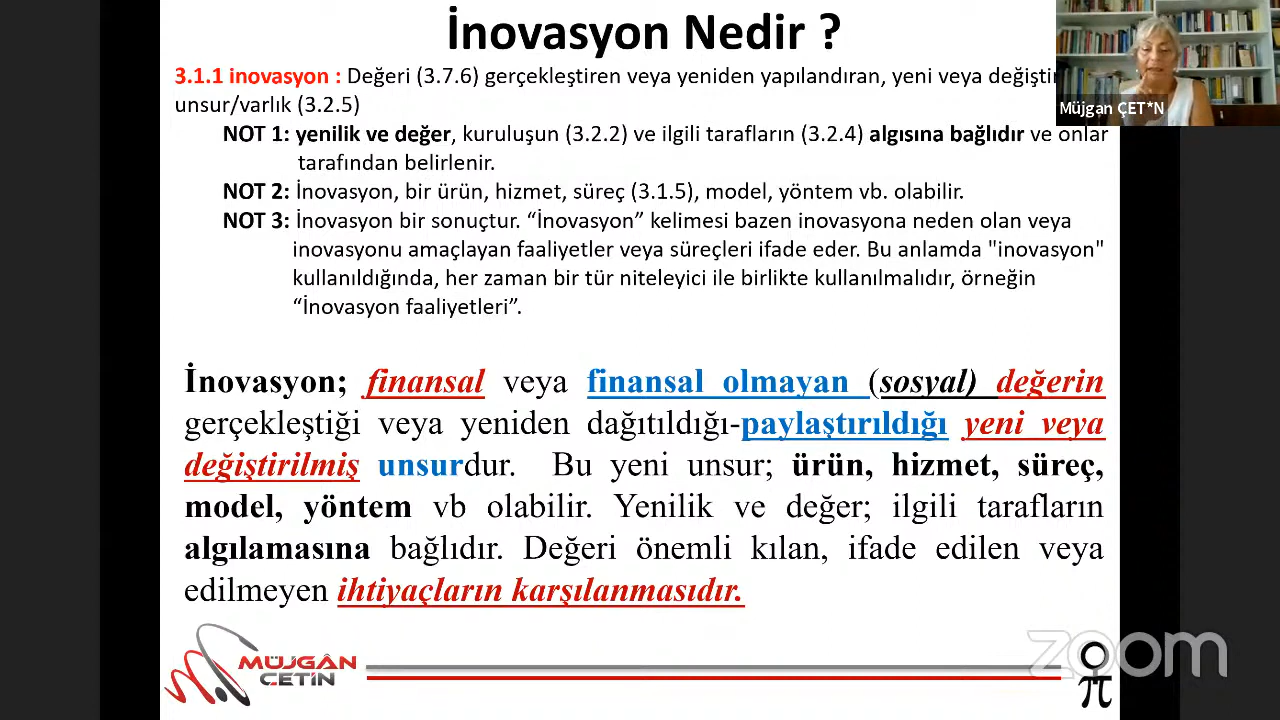 İnovasyon Nedir ?
3.1.1 inovasyon : Değeri (3.7.6) gerçekleştiren veya yeniden yapılandıran, yeni veya
unsur/varlık (3.2.5)
Müjgan ÇET*N
NOT 1: yenilik ve değer, kuruluşun (3.2.2) ve ilgili tarafların (3.2.4) algısına bağlıdır ve onlar
tarafından belirlenir.
NOT 2: İnovasyon, bir ürün, hizmet, süreç (3.1.5), model, yöntem vb. olabilir.
NOT 3: İnovasyon bir sonuçtur. “İnovasyon” kelimesi bazen inovasyona neden olan veya
inovasyonu amaçlayan faaliyetler veya süreçleri ifade eder. Bu anlamda "inovasyon"
kullanıldığında, her zaman bir tür niteleyici ile birlikte kullanılmalıdır, örneğin
“İnovasyon faaliyetleri”.
İnovasyon; finansal veya finansal olmayan (sosyal) değerin
gerçekleştiği veya yeniden dağıtıldığı-paylaştırıldığı yeni veya
değiştirilmiş unsurdur. Bu yeni unsur; ürün, hizmet, süreç,
model, yöntem vb olabilir. Yenilik ve değer; ilgili tarafların
algılamasına bağlıdır. Değeri önemli kılan, ifade edilen veya
edilmeyen ihtiyaçların karşılanmasıdır.
MÜJGÂN
ÇETİN
zoom
π